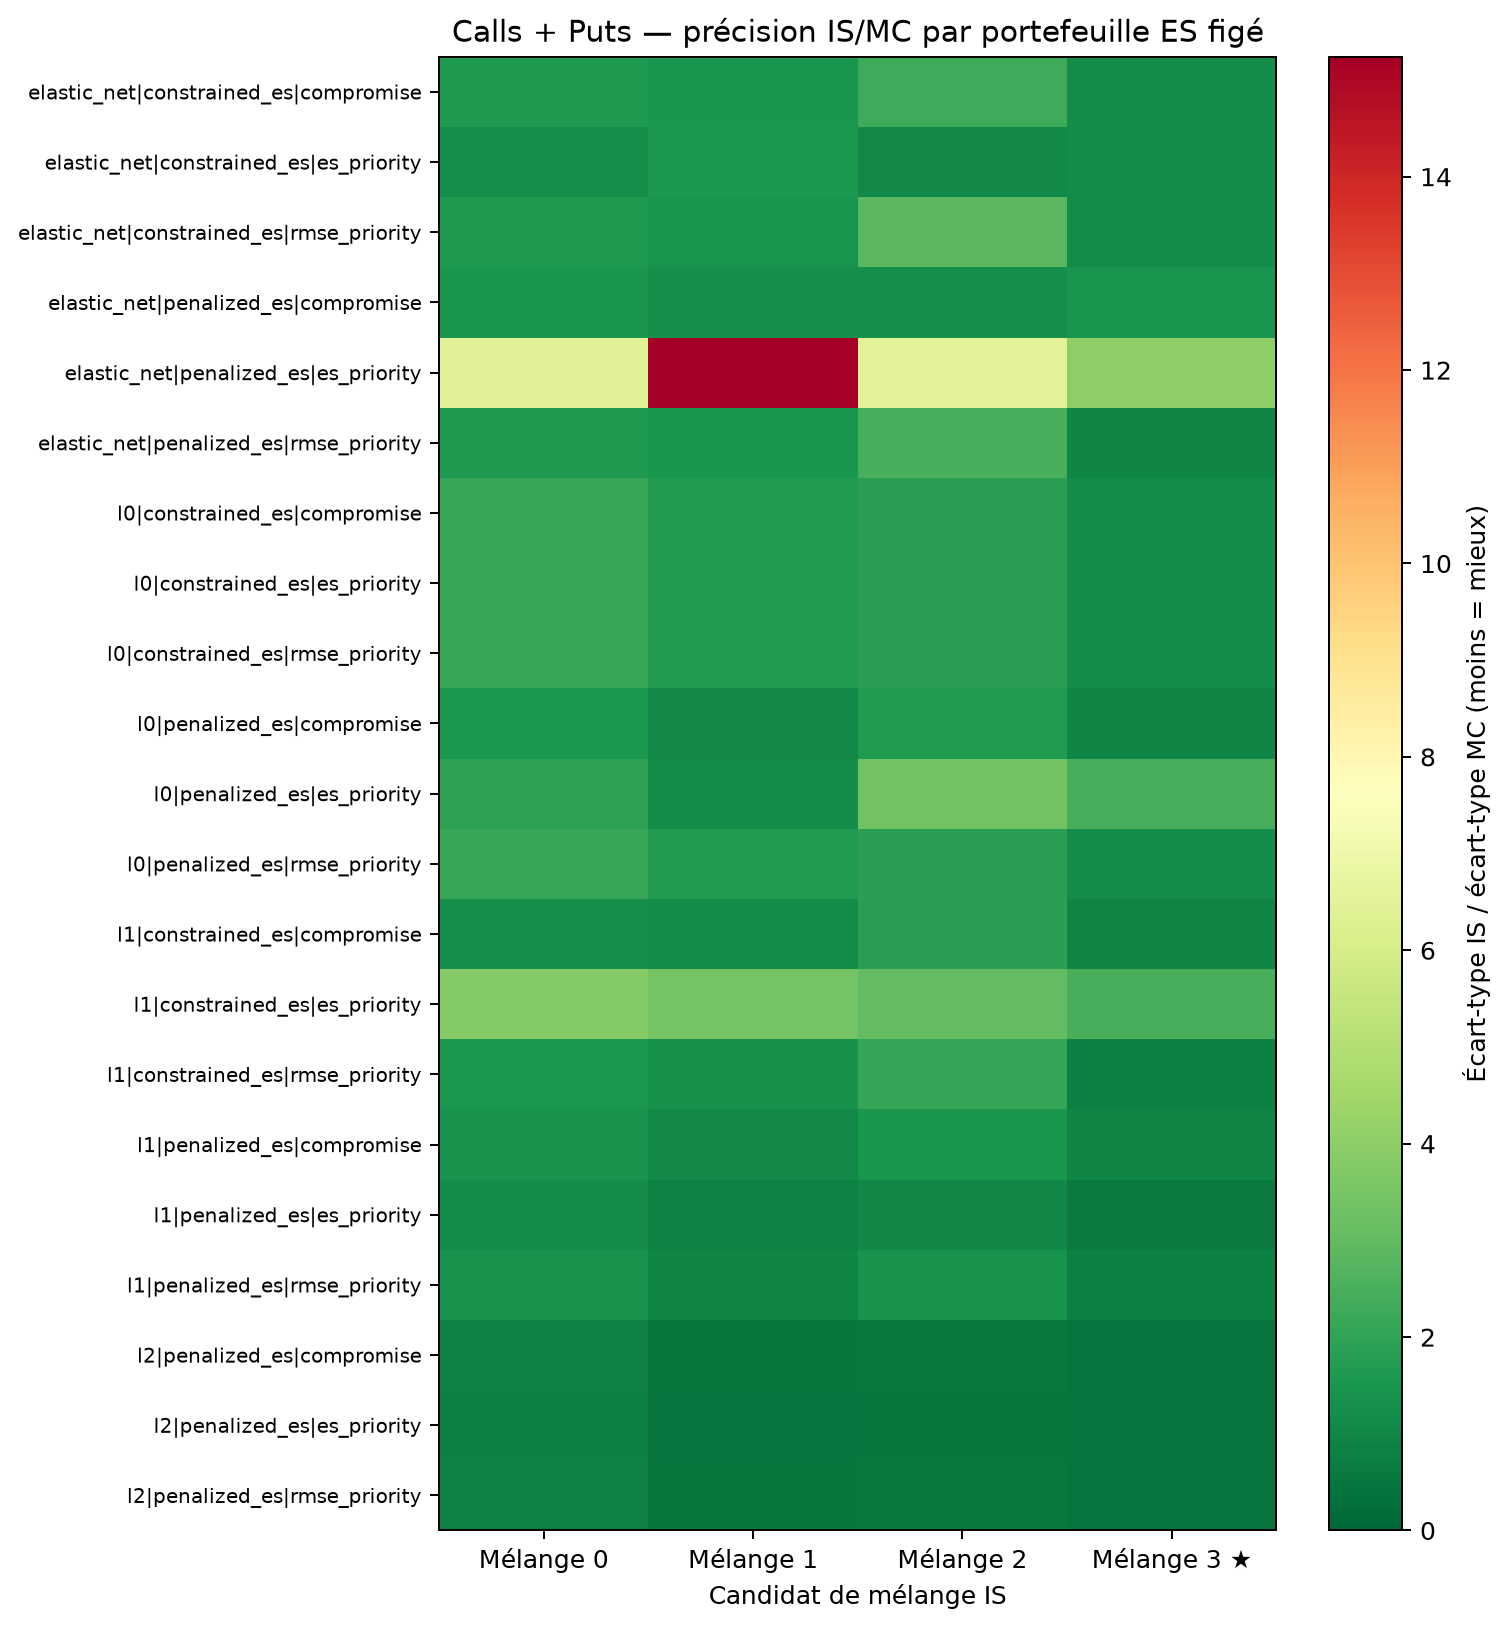 Calls + Puts — précision IS/MC par portefeuille ES figé
elastic_net|constrained_es|compromise
elastic_net|constrained_es|es_priority
elastic_net|constrained_es|rmse_priority
elastic_net|penalized_es|compromise
elastic_net|penalized_es|es_priority
elastic_net|penalized_es|rmse_priority
l0|constrained_es|compromise
l0|constrained_es|es_priority
l0|constrained_es|rmse_priority
l0|penalized_es|compromise
l0|penalized_es|es_priority
l0|penalized_es|rmse_priority
l1|constrained_es|compromise
l1|constrained_es|es_priority
l1|constrained_es|rmse_priority
l1|penalized_es|compromise
l1|penalized_es|es_priority
l1|penalized_es|rmse_priority
l2|penalized_es|compromise
l2|penalized_es|es_priority
l2|penalized_es|rmse_priority
Mélange 0
Mélange 1
Mélange 2
Mélange 3 ★
Candidat de mélange IS
14
12
10
8
6
4
2
0
Écart-type IS / écart-type MC (moins = mieux)